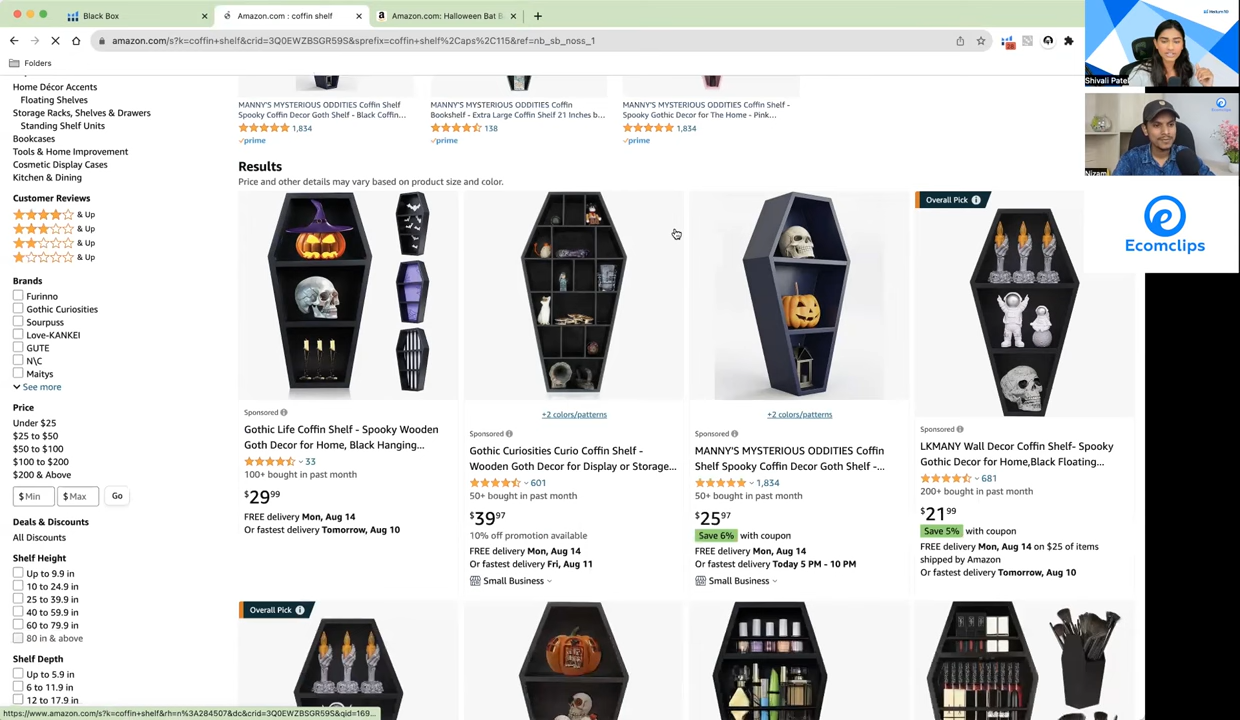 Black Box
Amazon.com : coffin shelf
Amazon.com: Halloween Bat
amazon.com/s?k=coffin+shelf&crid=3Q0EWZBSGR59S&sprefix=coffin+shelf%2Caps%2C115&ref=nb_sb_noss_1
Folders
Shivali Patel
Nizam
Ecomclips
Ecomclips
Home Décor Accents
Floating Shelves
Storage Racks, Shelves & Drawers
Standing Shelf Units
Bookcases
Tools & Home Improvement
Cosmetic Display Cases
Kitchen & Dining
Customer Reviews
& Up
& Up
& Up
& Up
Brands
Furinno
Gothic Curiosities
Sourpuss
Love-KANKEI
GUTE
N\C
Maitys
See more
Price
Under $25
$25 to $50
$50 to $100
$100 to $200
$200 & Above
$ Min
$ Max
Go
Deals & Discounts
All Discounts
Shelf Height
Up to 9.9 in
10 to 24.9 in
25 to 39.9 in
40 to 59.9 in
60 to 79.9 in
80 in & above
Shelf Depth
Up to 5.9 in
6 to 11.9 in
12 to 17.9 in
MANNY'S MYSTERIOUS ODDITIES Coffin Shelf
Spooky Coffin Decor Goth Shelf - Black Coffin...
1,834
prime
MANNY'S MYSTERIOUS ODDITIES Coffin
Bookshelf - Extra Large Coffin Shelf 21 Inches b...
138
prime
MANNY'S MYSTERIOUS ODDITIES Coffin Shelf -
Spooky Gothic Decor for The Home - Pink...
1,834
prime
Results
Price and other details may vary based on product size and color.
Sponsored
Gothic Life Coffin Shelf - Spooky Wooden
Goth Decor for Home, Black Hanging...
33
100+ bought in past month
$29 99
FREE delivery Mon, Aug 14
Or fastest delivery Tomorrow, Aug 10
+2 colors/patterns
Sponsored
Gothic Curiosities Curio Coffin Shelf -
Wooden Goth Decor for Display or Storage...
601
50+ bought in past month
$39 97
10% off promotion available
FREE delivery Mon, Aug 14
Or fastest delivery Fri, Aug 11
Small Business
+2 colors/patterns
Sponsored
MANNY'S MYSTERIOUS ODDITIES Coffin
Shelf Spooky Coffin Decor Goth Shelf -...
1,834
50+ bought in past month
$25 97
Save 6% with coupon
FREE delivery Mon, Aug 14
Or fastest delivery Today 5 PM - 10 PM
Small Business
Overall Pick
Sponsored
LKMANY Wall Decor Coffin Shelf- Spooky
Gothic Decor for Home,Black Floating...
681
200+ bought in past month
$21 99
Save 5% with coupon
FREE delivery Mon, Aug 14 on $25 of items
shipped by Amazon
Or fastest delivery Tomorrow, Aug 10
Overall Pick
https://www.amazon.com/s?k=coffin+shelf&rh=n%3A284507&dc&crid=3Q0EWZBSGR59S&qid=169...